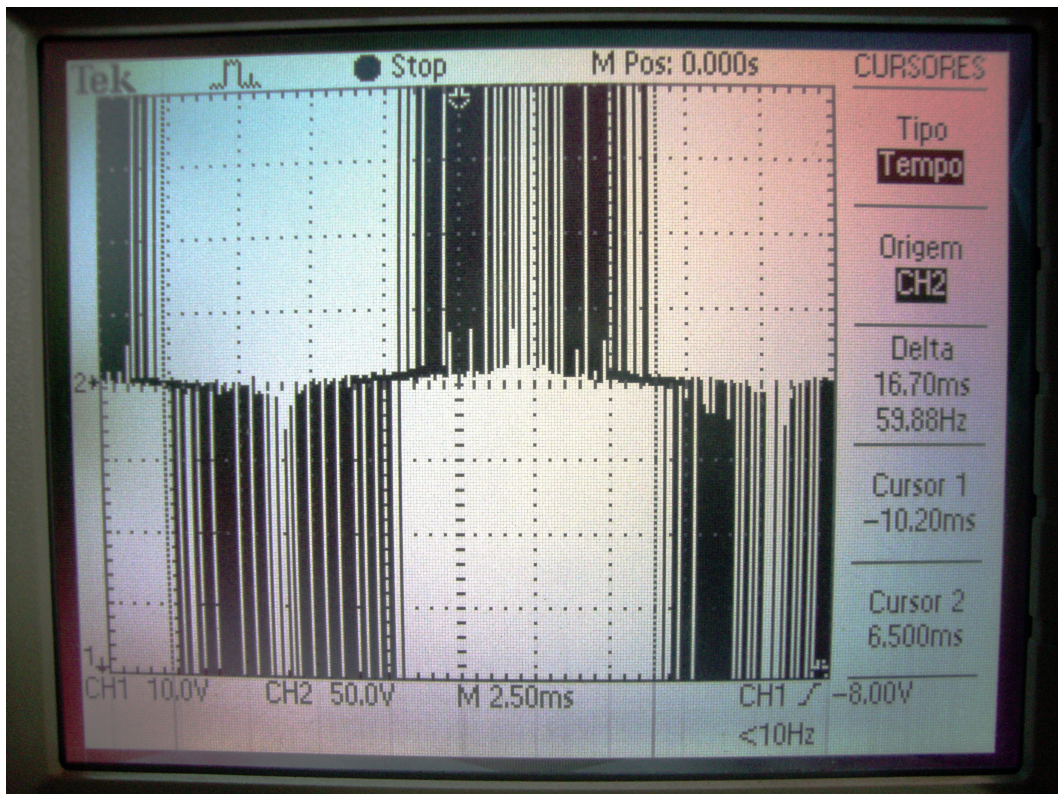 Tek
Stop
M Pos: 0.000s
CURSORES
Tipo
Tempo
Origem
CH2
Delta
16.70ms
59.88Hz
Cursor 1
-10.20ms
Cursor 2
6.500ms
2
1
CH1 10.0V
CH2 50.0V
M 2.50ms
CH1
-8.00V
<10Hz